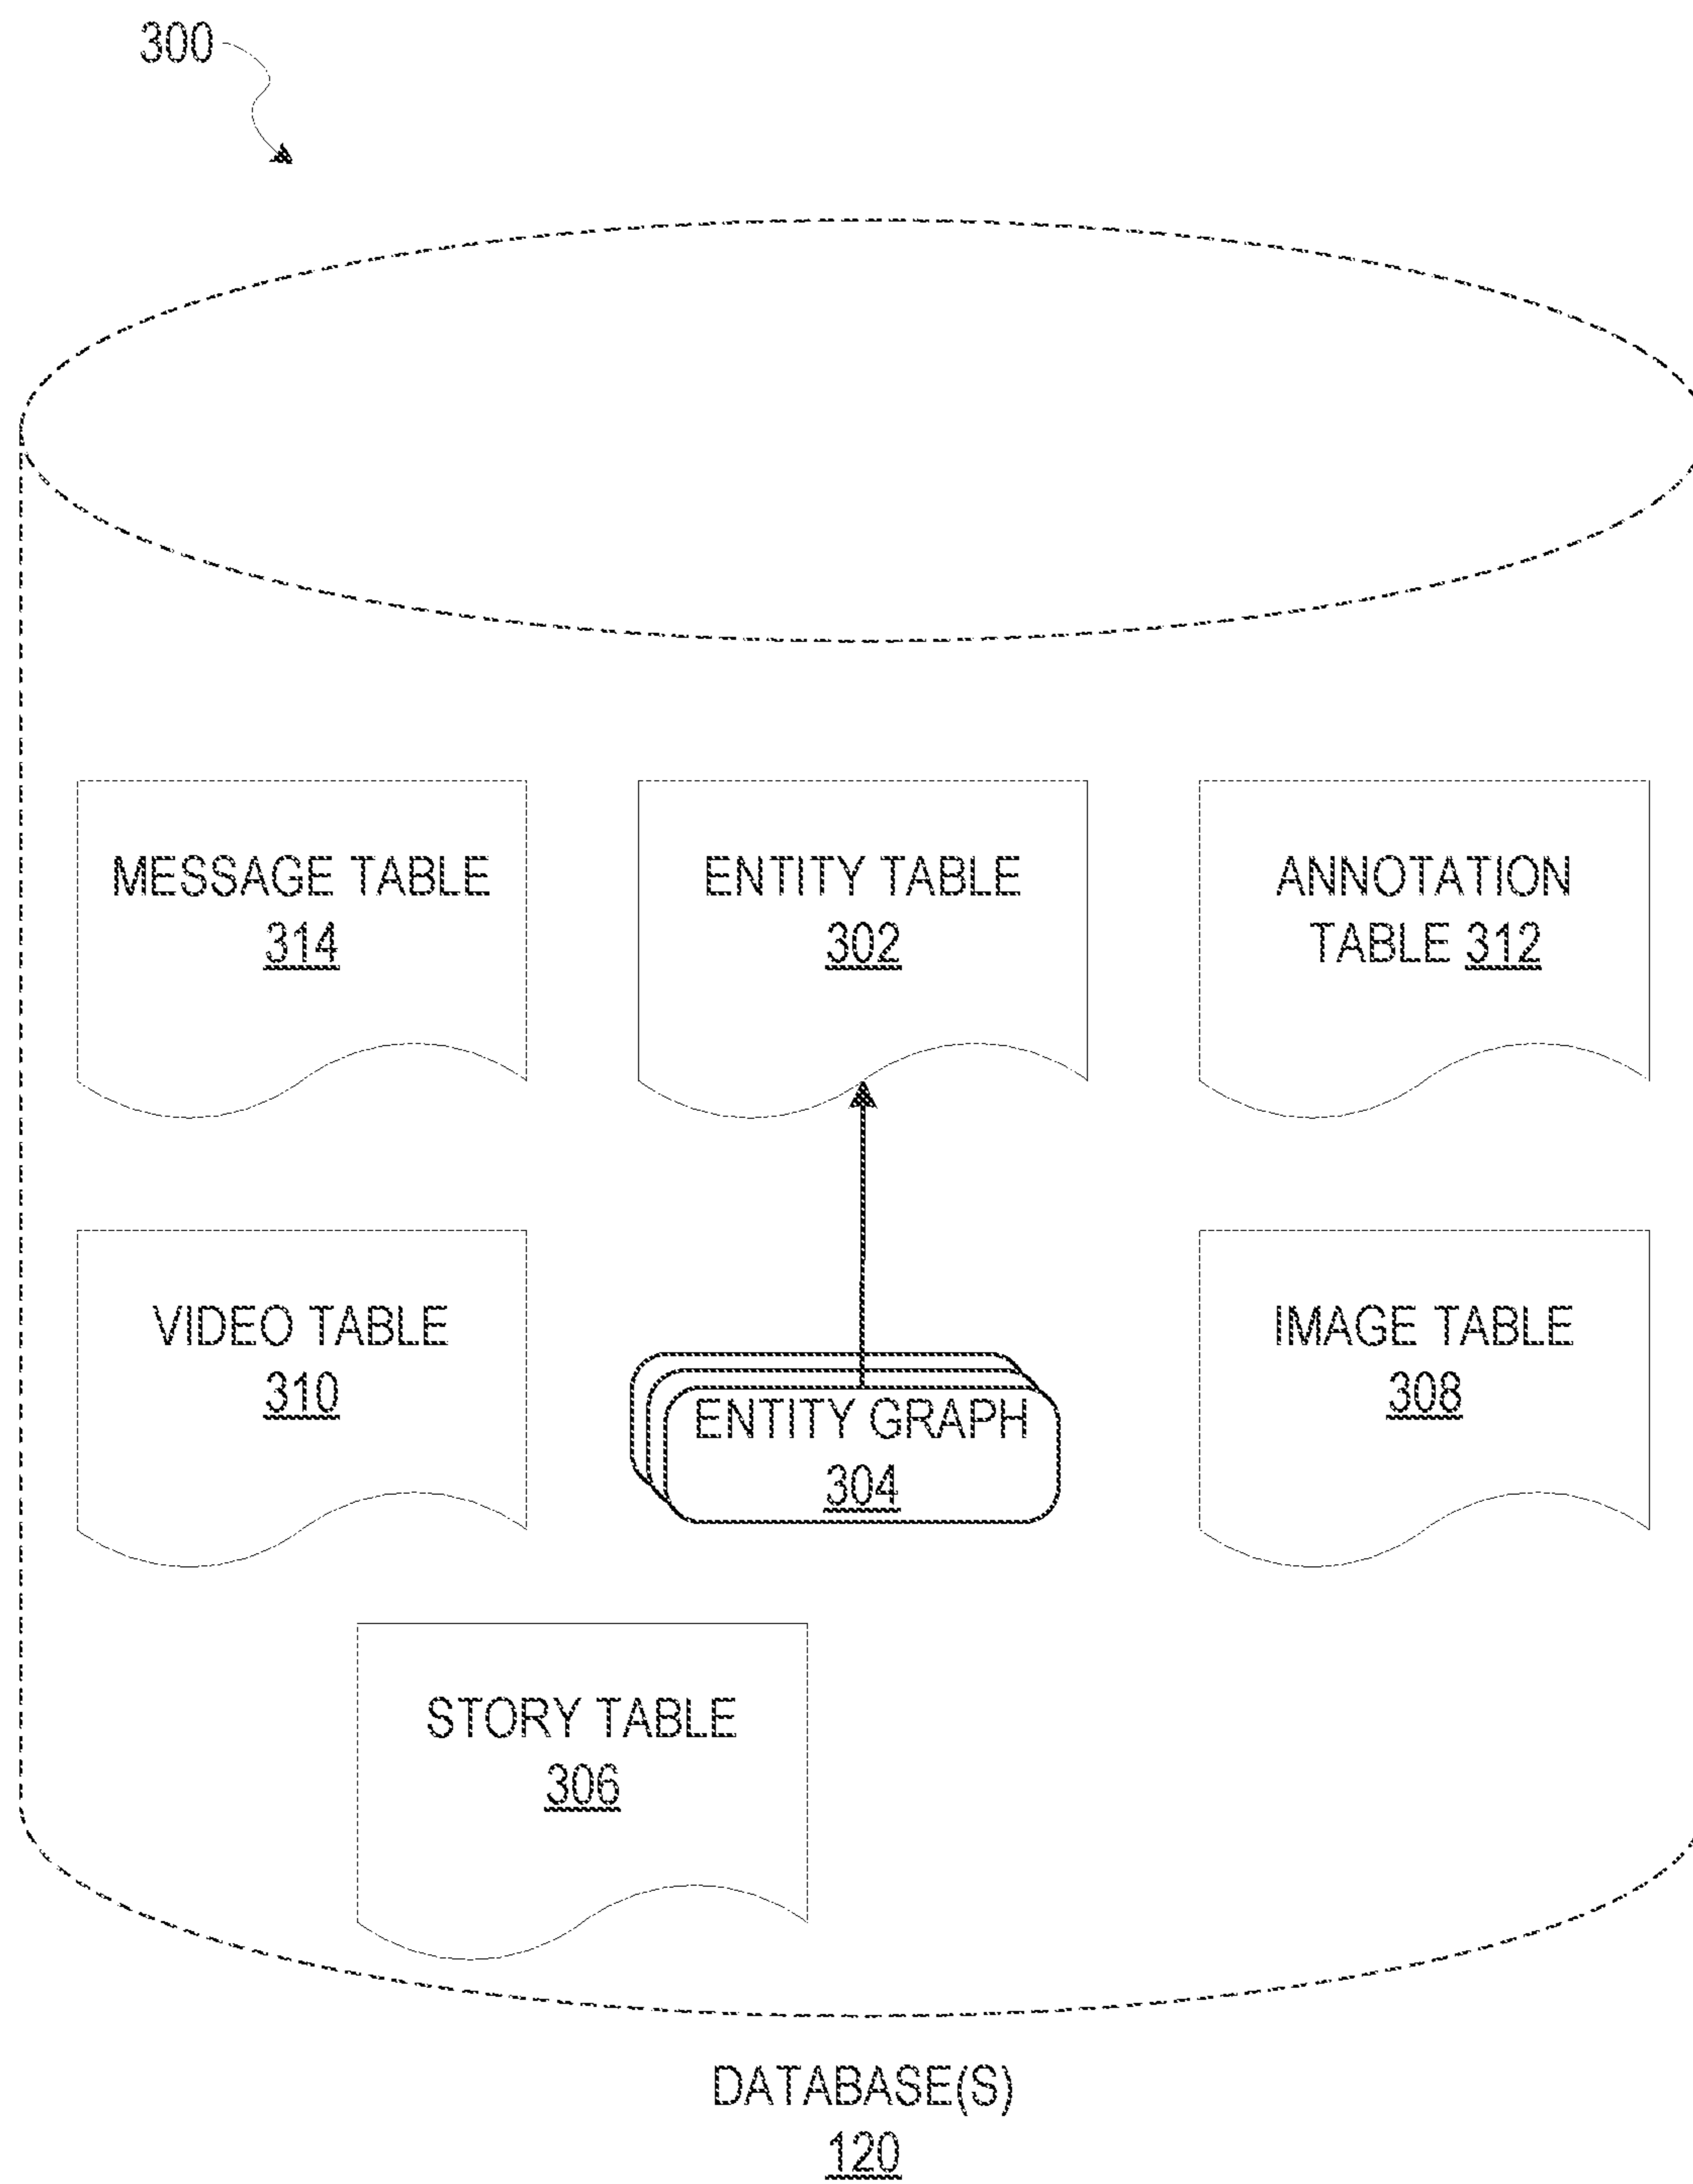 300
MESSAGE TABLE
314
ENTITY TABLE
302
ANNOTATION
TABLE 312
VIDEO TABLE
310
ENTITY GRAPH
304
IMAGE TABLE
308
STORY TABLE
306
DATABASE(S)
120